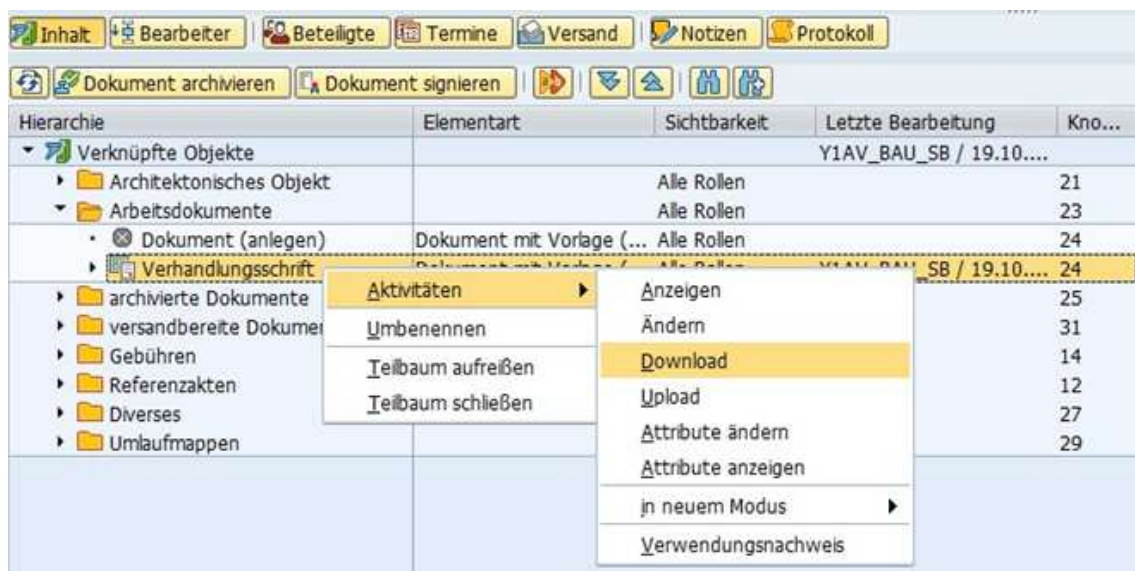 Inhalt Bearbeiter Beteiligte Termine Versand Notizen Protokoll
Dokument archivieren Dokument signieren
Hierarchie Elementart Sichtbarkeit Letzte Bearbeitung Kno...
Verknüpfte Objekte Y1AV_BAU_SB / 19.10....
Architektonisches Objekt Alle Rollen 21
Arbeitsdokumente Alle Rollen 23
Dokument (anlegen) Dokument mit Vorlage (... Alle Rollen 24
Verhandlungsschrift SB / 19.10.... 24
archivierte Dokumente 25
versandbereite Dokumen 31
Gebühren 14
Referenzakten 12
Diverses 27
Umlaufmappen 29
Aktivitäten
Umbenennen
Teilbaum aufreißen
Teilbaum schließen
Anzeigen
Ändern
Download
Upload
Attribute ändern
Attribute anzeigen
in neuem Modus
Verwendungsnachweis